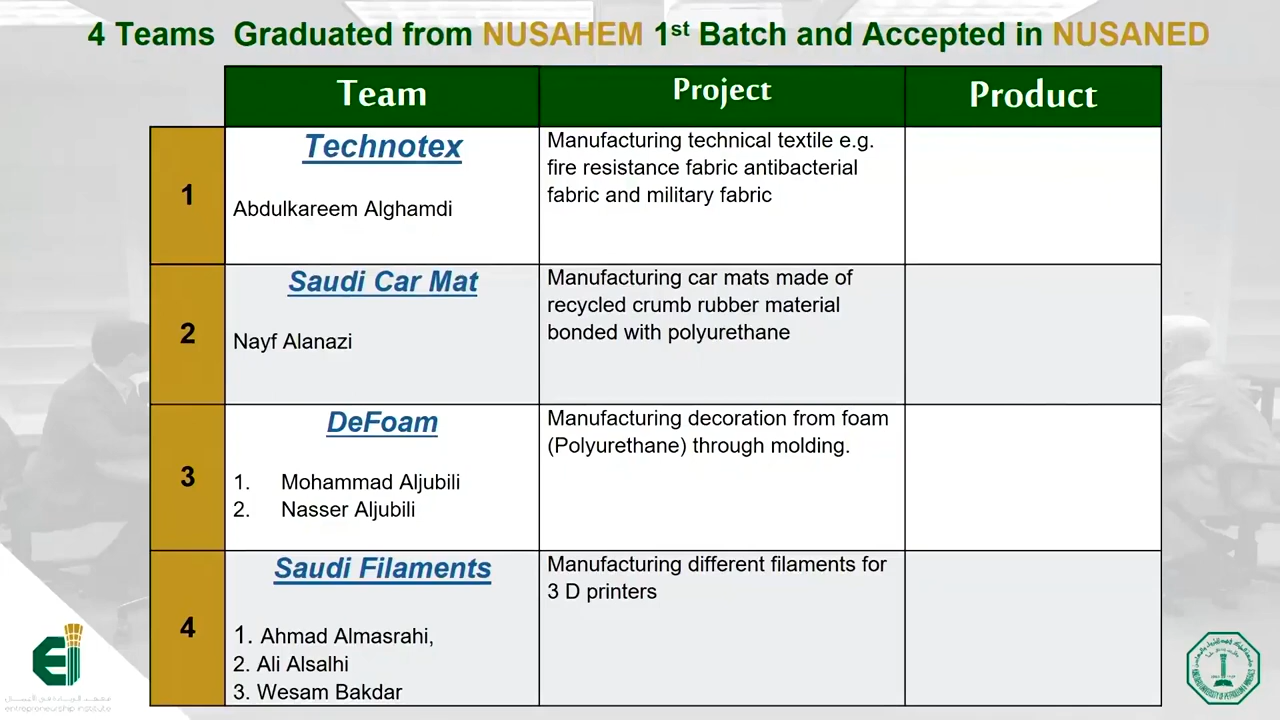 4 Teams Graduated from NUSAHEM 1st Batch and Accepted in NUSANED
Team Project Product
1
Technotex
Abdulkareem Alghamdi
Manufacturing technical textile e.g.
fire resistance fabric antibacterial
fabric and military fabric
2
Saudi Car Mat
Nayf Alanazi
Manufacturing car mats made of
recycled crumb rubber material
bonded with polyurethane
3
DeFoam
1. Mohammad Aljubili
2. Nasser Aljubili
Manufacturing decoration from foam
(Polyurethane) through molding.
4
Saudi Filaments
1. Ahmad Almasrahi,
2. Ali Alsalhi
3. Wesam Bakdar
Manufacturing different filaments for
3 D printers
Ei
entrepreneurship institute